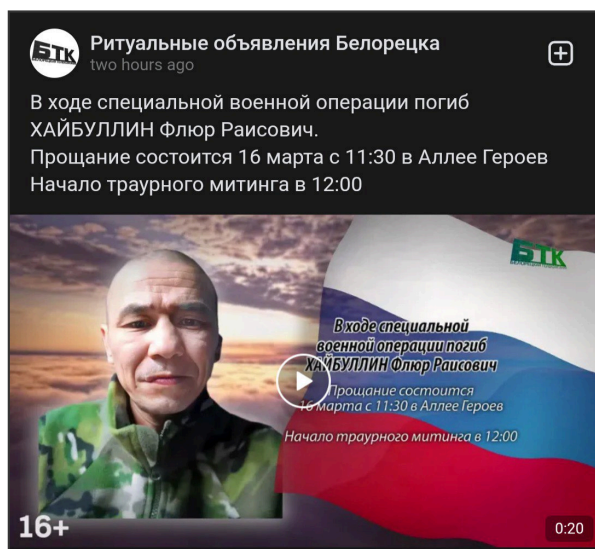 БТК
Ритуальные объявления Белорецка
two hours ago
В ходе специальной военной операции погиб
ХАЙБУЛЛИН Флюр Раисович.
Прощание состоится 16 марта с 11:30 в Аллее Героев
Начало траурного митинга в 12:00
БТК
В ходе специальной
военной операции погиб
ХАЙБУЛЛИН Флюр Раисович
Прощание состоится
16 марта с 11:30 в Аллее Героев
Начало траурного митинга в 12:00
16+
0:20